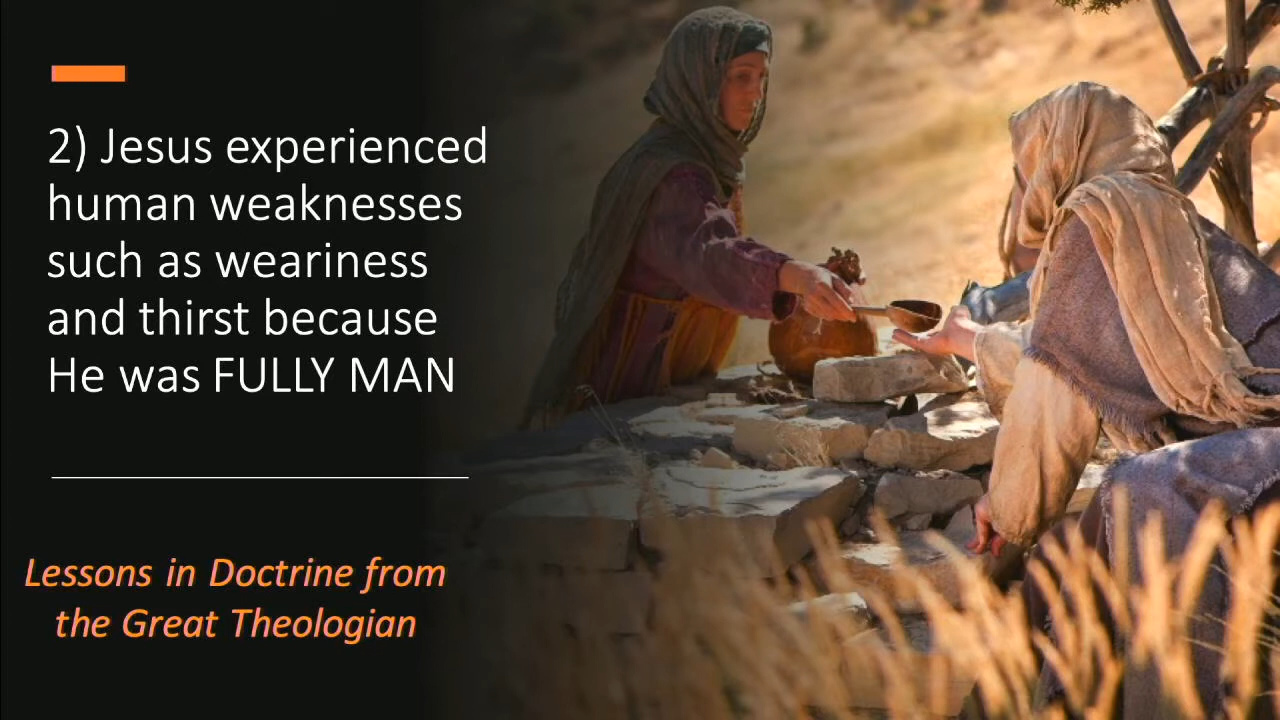 2) Jesus experienced
human weaknesses
such as weariness
and thirst because
He was FULLY MAN
Lessons in Doctrine from
the Great Theologian